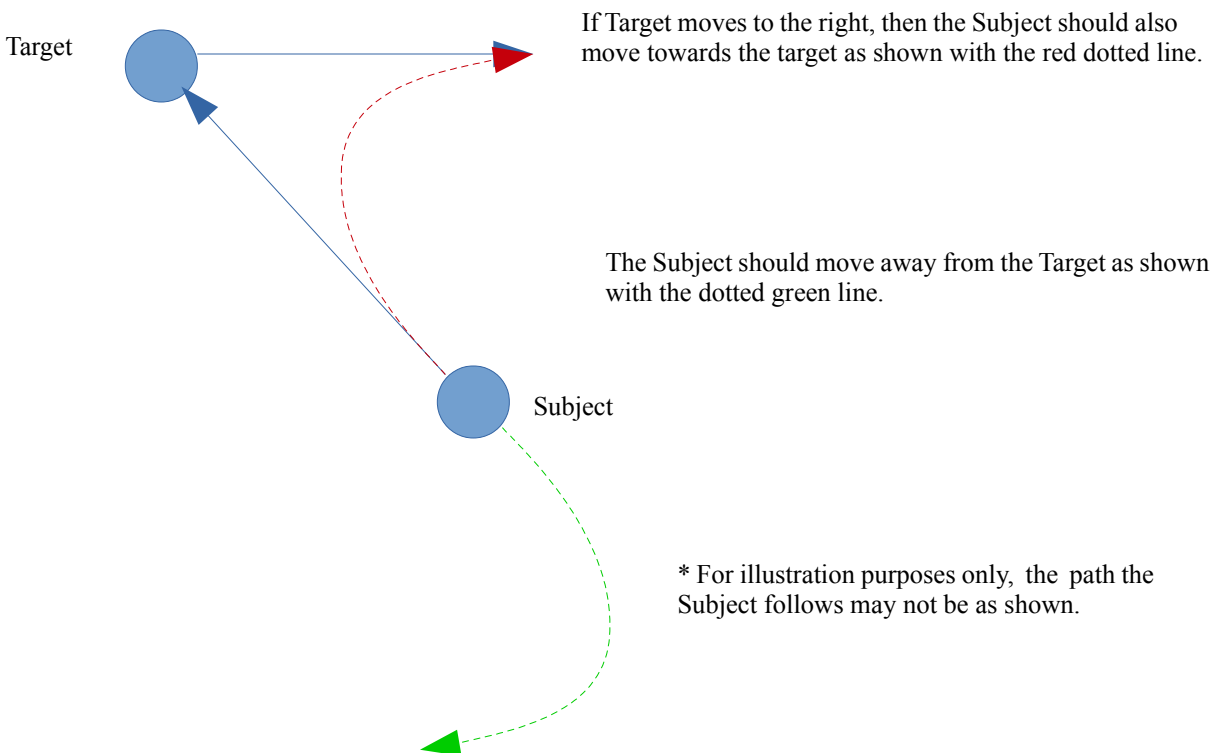 If Target moves to the right, then the Subject should also
move towards the target as shown with the red dotted line.
Target
The Subject should move away from the Target as shown
with the dotted green line.
Subject
* For illustration purposes only, the path the
Subject follows may not be as shown.